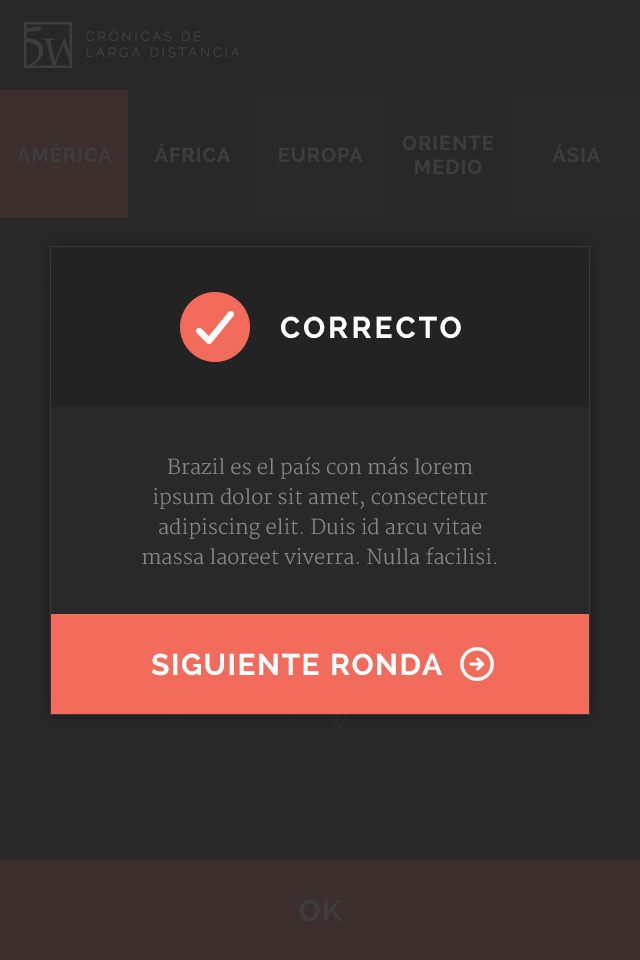 5W
CRÓNICAS DE
LARGA DISTANCIA
AMÉRICA
ÁFRICA
EUROPA
ORIENTE
MEDIO
ÁSIA
CORRECTO
Brazil es el país con más lorem
ipsum dolor sit amet, consectetur
adipiscing elit. Duis id arcu vitae
massa laoreet viverra. Nulla facilisi.
SIGUIENTE RONDA
OK